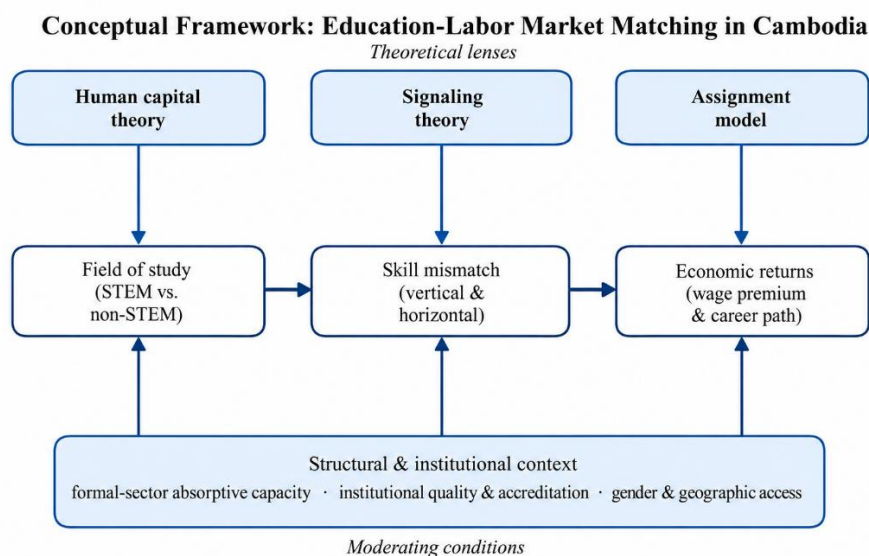 Conceptual Framework: Education-Labor Market Matching in Cambodia
Theoretical lenses
Human capital
theory
Signaling
theory
Assignment
model
Field of study
(STEM vs.
non-STEM)
Skill mismatch
(vertical &
horizontal)
Economic returns
(wage premium
& career path)
Structural & institutional context
formal-sector absorptive capacity · institutional quality & accreditation · gender & geographic access
Moderating conditions